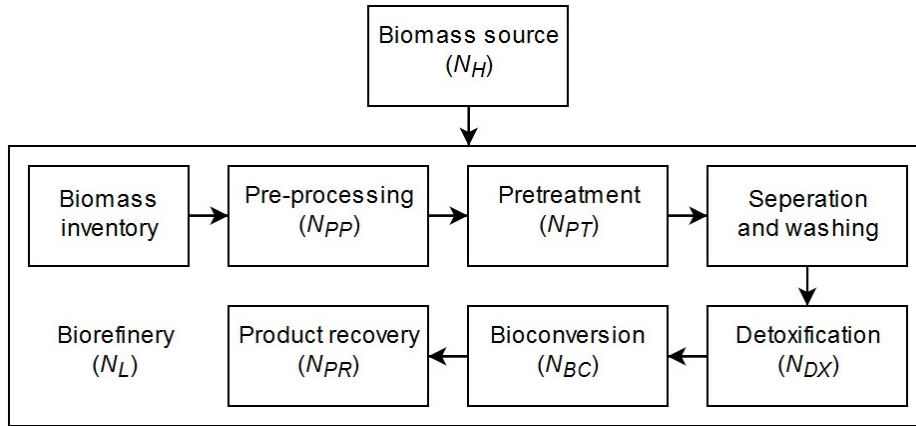 Biomass source
(N_H)
Biomass
inventory
Pre-processing
(N_PP)
Pretreatment
(N_PT)
Seperation
and washing
Biorefinery
(N_L)
Product recovery
(N_PR)
Bioconversion
(N_BC)
Detoxification
(N_DX)